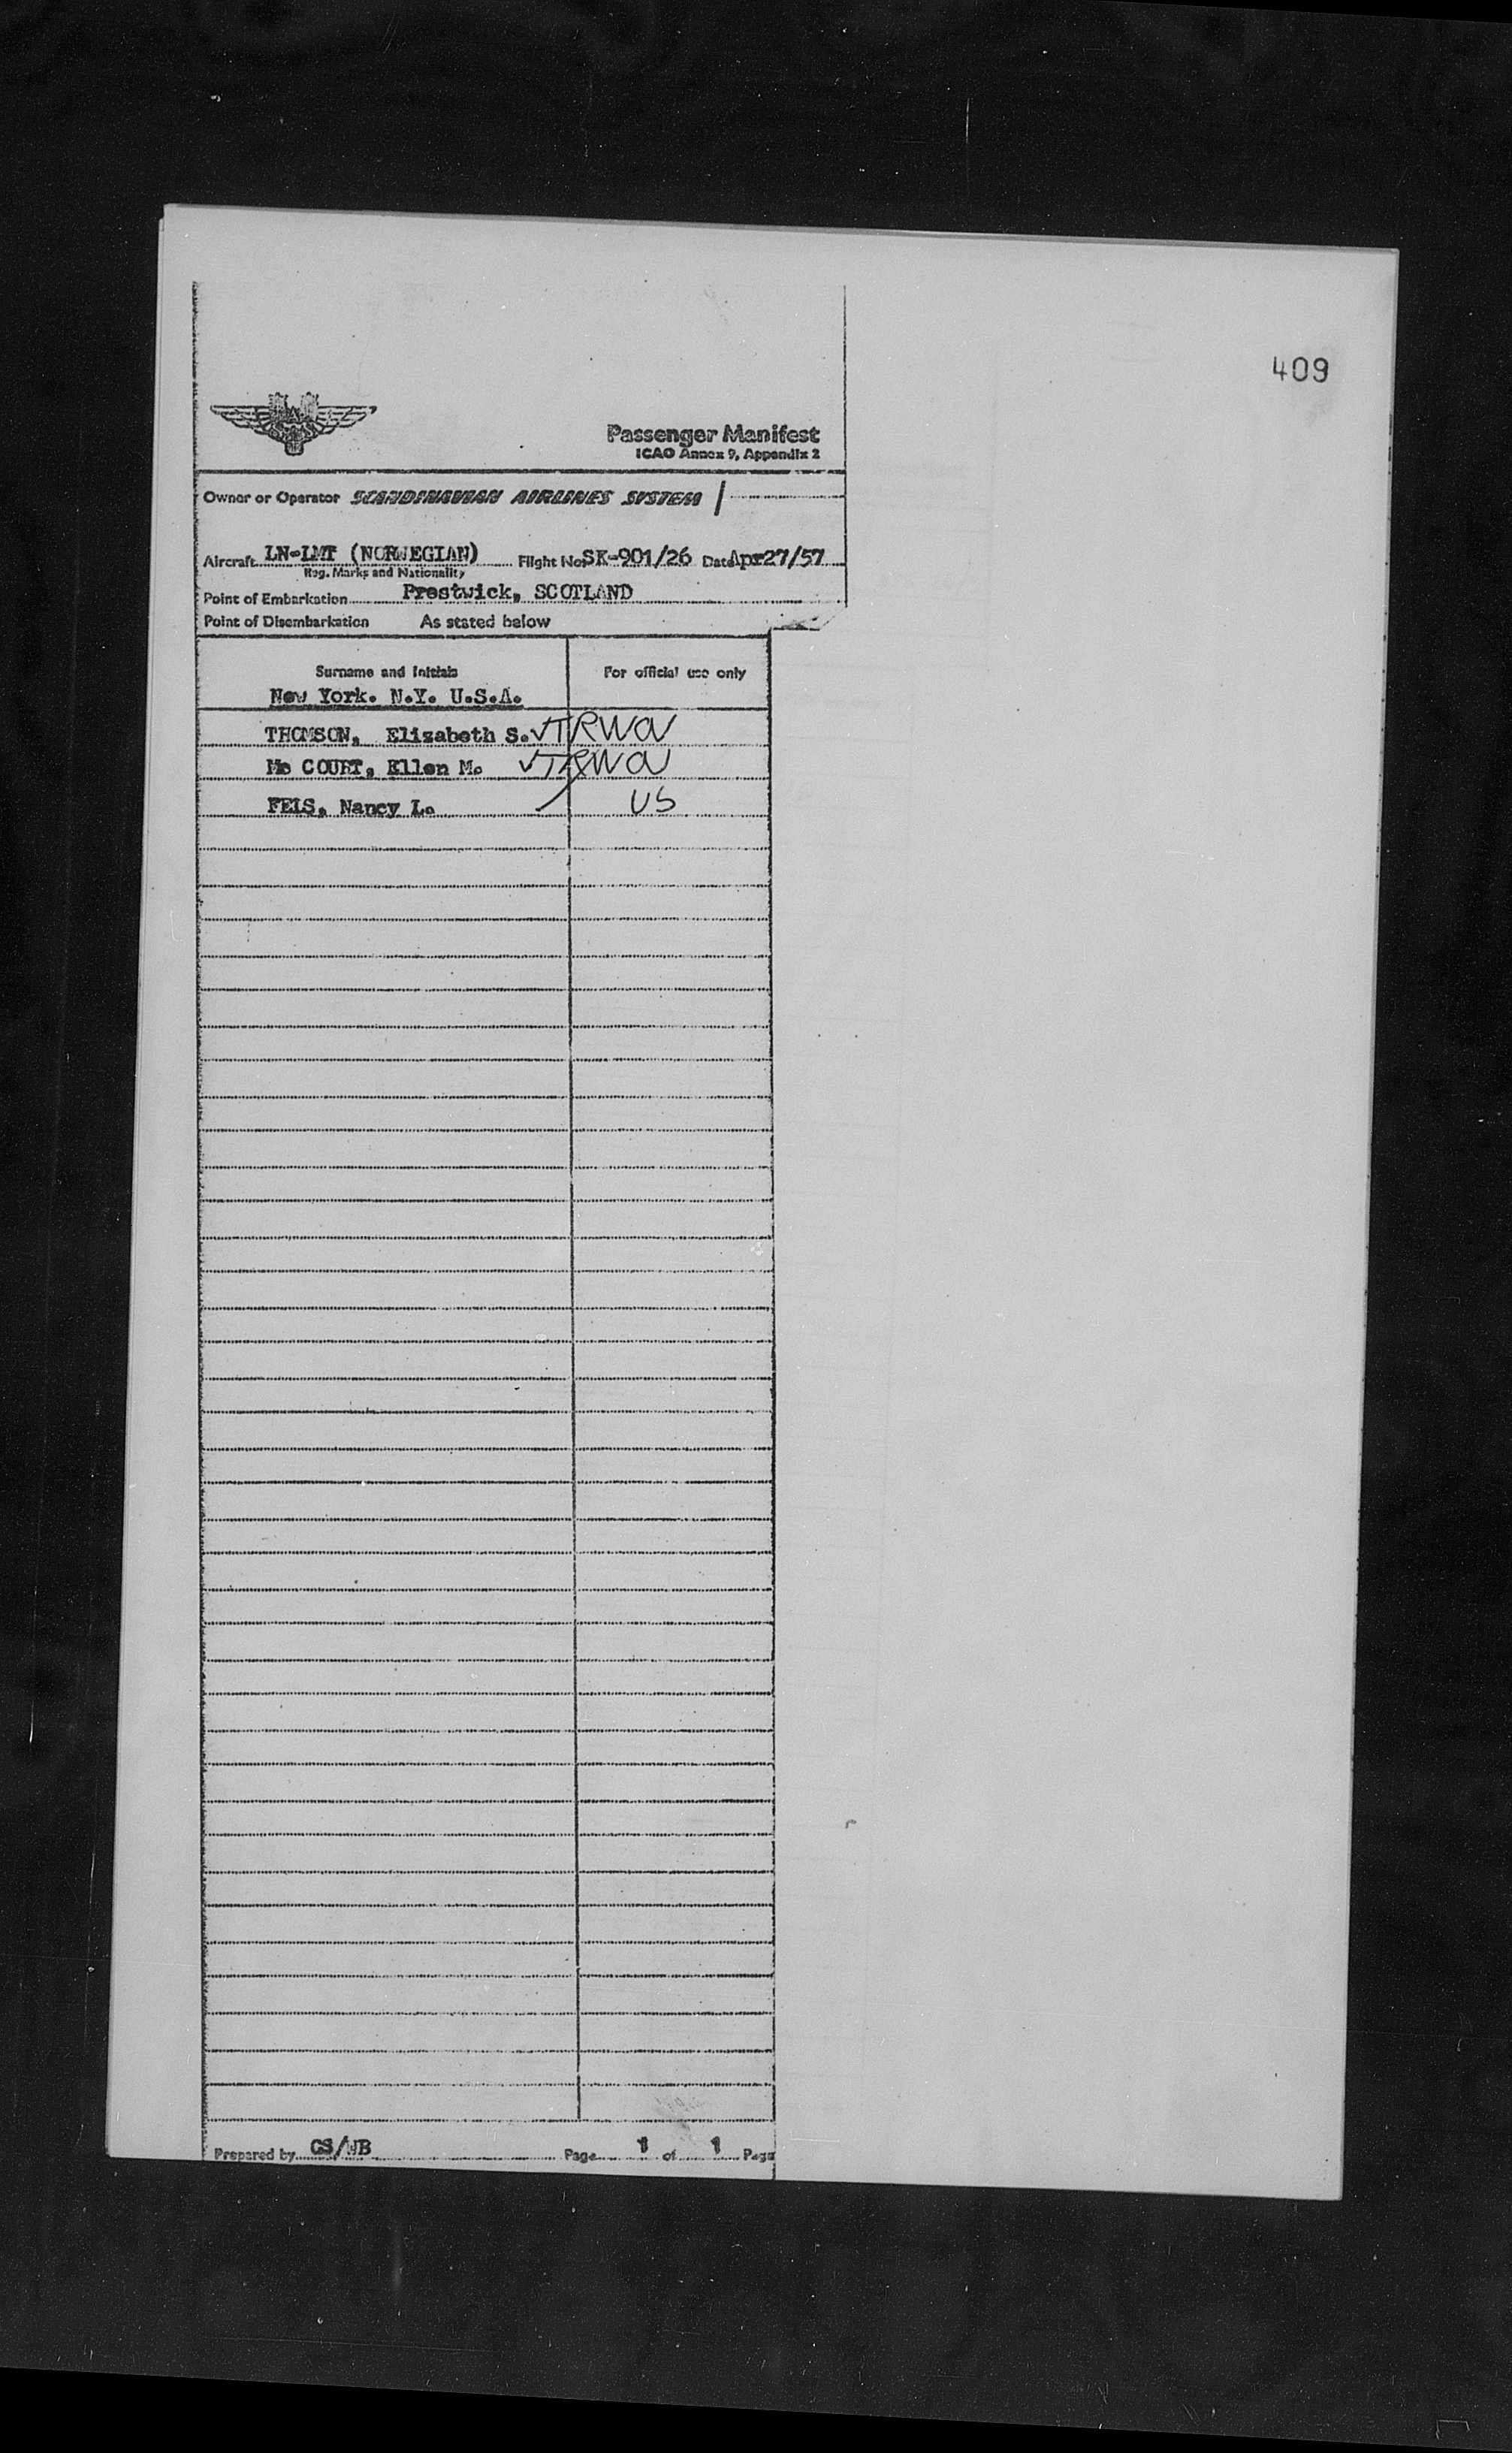 409
Passenger Manifest
ICAO Annex 9, Appendix 2
Owner or Operator SCANDINAVIAN AIRLINES SYSTEM
Aircraft LN-LMT (NORWEGIAN) Flight No. SK-901/26 Date Apr27/57
Reg. Marks and Nationality
Point of Embarkation Prestwick, SCOTLAND
Point of Disembarkation As stated below
Surname and Initials For official use only
New York. N.Y. U.S.A.
THOMSON, Elizabeth S. ✓TRWOV
Mc COURT, Ellen M. ✓TRWOV
FELS, Nancy L. US
Prepared by GS/WB Page 1 of 1 Page